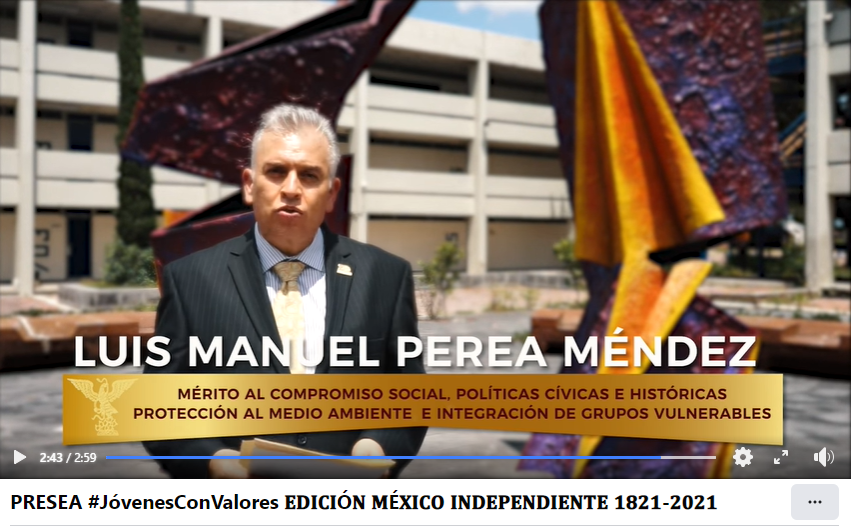 LUIS MANUEL PEREA MÉNDEZ
MÉRITO AL COMPROMISO SOCIAL, POLÍTICAS CÍVICAS E HISTÓRICAS
PROTECCIÓN AL MEDIO AMBIENTE E INTEGRACIÓN DE GRUPOS VULNERABLES
2:43 / 2:59
PRESEA #JóvenesConValores EDICIÓN MÉXICO INDEPENDIENTE 1821-2021